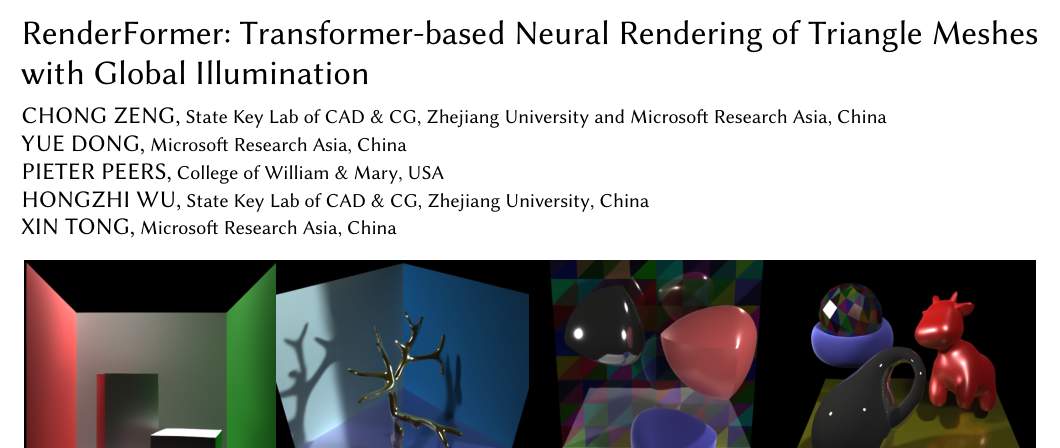 RenderFormer: Transformer-based Neural Rendering of Triangle Meshes
with Global Illumination
CHONG ZENG, State Key Lab of CAD & CG, Zhejiang University and Microsoft Research Asia, China
YUE DONG, Microsoft Research Asia, China
PIETER PEERS, College of William & Mary, USA
HONGZHI WU, State Key Lab of CAD & CG, Zhejiang University, China
XIN TONG, Microsoft Research Asia, China